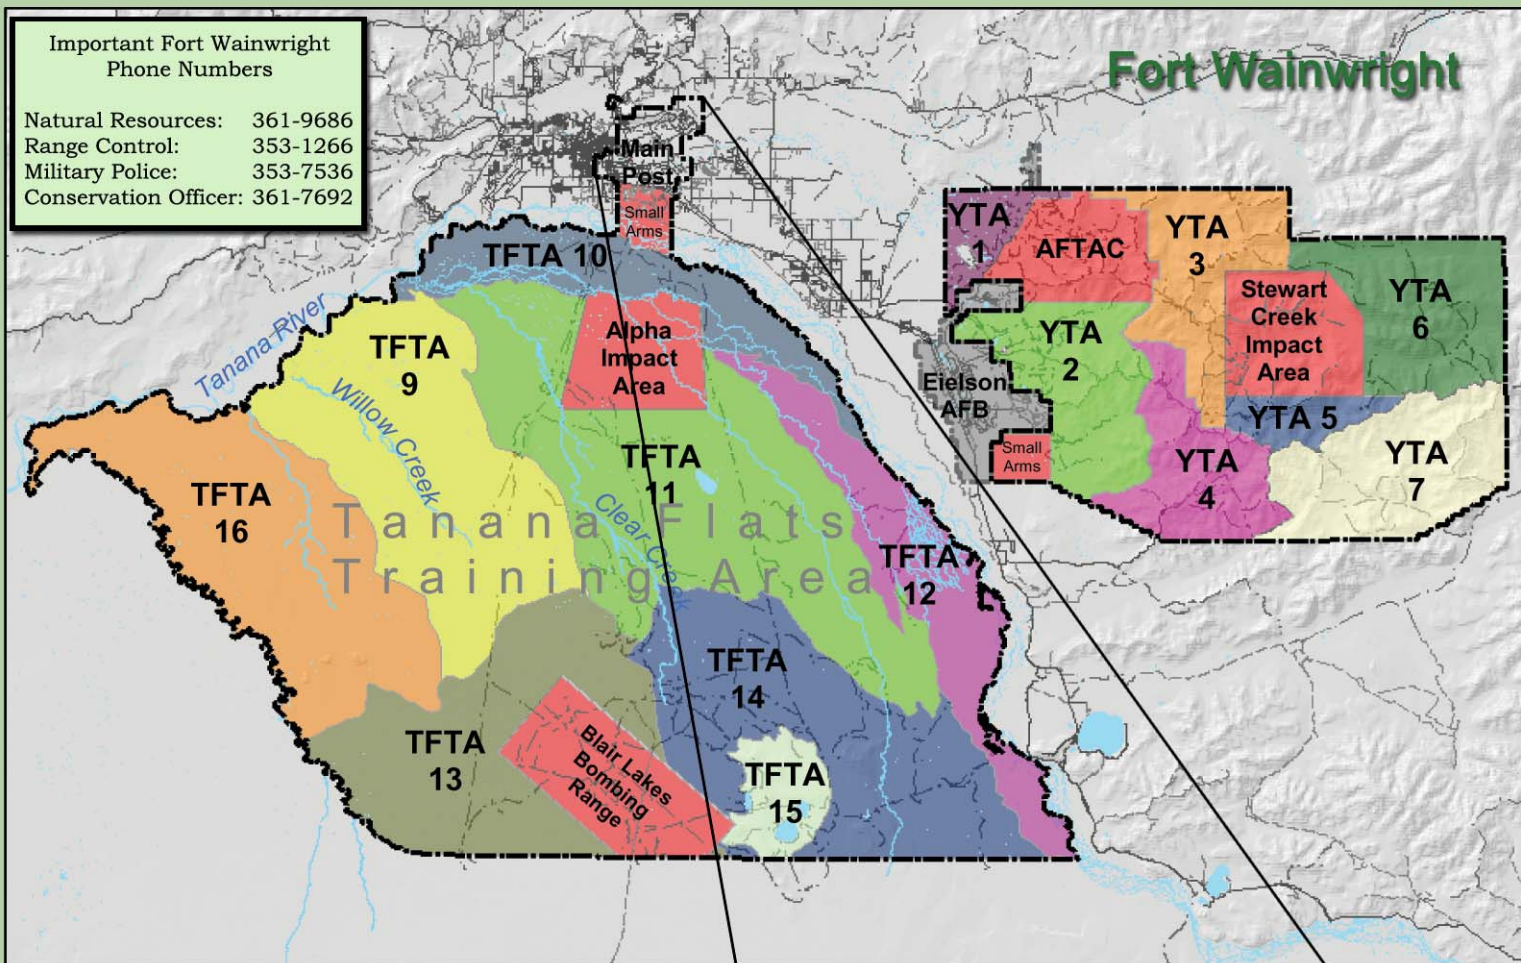 Important Fort Wainwright
Phone Numbers
Natural Resources: 361-9686
Range Control: 353-1266
Military Police: 353-7536
Conservation Officer: 361-7692
Fort Wainwright
Main
Post
Small
Arms
TFTA 10
Tanana River
Alpha
Impact
Area
TFTA
9
Willow Creek
TFTA
11
Clear Creek
TFTA
16
Tanana Flats
Training Area
TFTA
12
TFTA
14
TFTA
13
Blair Lakes
Bombing
Range
TFTA
15
YTA
1
AFTAC
YTA
3
Stewart
Creek
Impact
Area
YTA
6
YTA
2
Eielson
AFB
YTA 5
Small
Arms
YTA
4
YTA
7